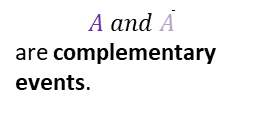 A and Ā
are complementary
events.